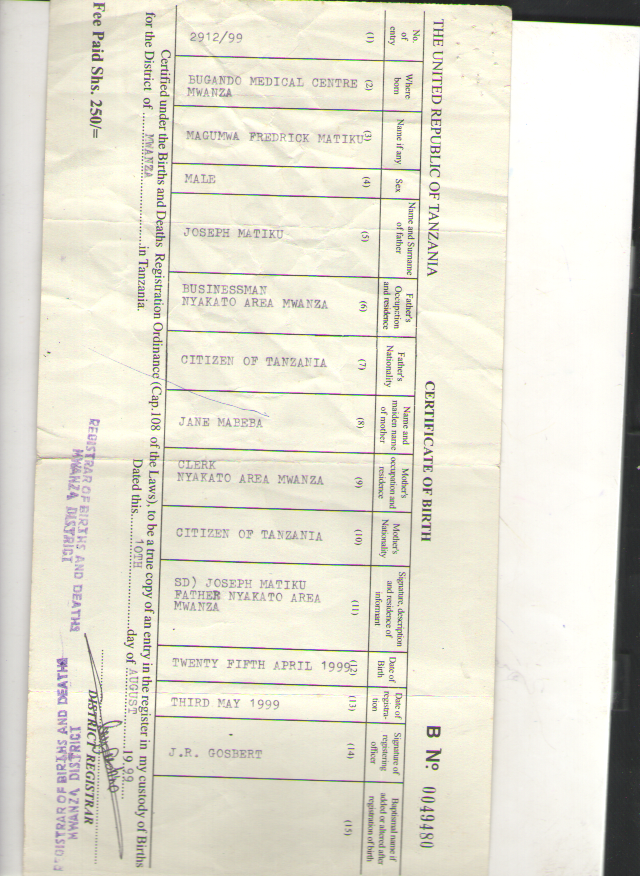 THE UNITED REPUBLIC OF TANZANIA
CERTIFICATE OF BIRTH
B No 0049480
No. of entry
Where born
Name if any
Sex
Name and Surname of father
Father's Occupation and residence
Father's Nationality
Name and maiden name of mother
Mother's occupation and residence
Mother's Nationality
Signature, description and residence of informant
Date of Birth
Date of registra-tion
Signature of registering officer
Baptismal name if added or altered after registration of birth
(1)
2912/99
(2)
BUGANDO MEDICAL CENTRE
MWANZA
(3)
MAGUMWA FREDRICK MATIKU
(4)
MALE
(5)
JOSEPH MATIKU
(6)
BUSINESSMAN
NYAKATO AREA MWANZA
(7)
CITIZEN OF TANZANIA
(8)
JANE MABEBA
(9)
CLERK
NYAKATO AREA MWANZA
(10)
CITIZEN OF TANZANIA
(11)
SD) JOSEPH MATIKU
FATHER NYAKATO AREA
MWANZA
(12)
TWENTY FIFTH APRIL 1999
(13)
THIRD MAY 1999
(14)
J.R. GOSBERT
(15)
Certified under the Births and Deaths Registration Ordinance (Cap.108 of the Laws), to be a true copy of an entry in the register in my custody of Births
for the District of MWANZA in Tanzania.
Dated this 10TH day of AUGUST 19 99
DISTRICT REGISTRAR
REGISTRAR OF BIRTHS AND DEATHS
MWANZA DISTRICT
REGISTRAR OF BIRTHS AND DEATHS
MWANZA DISTRICT
Fee Paid Shs. 250/=